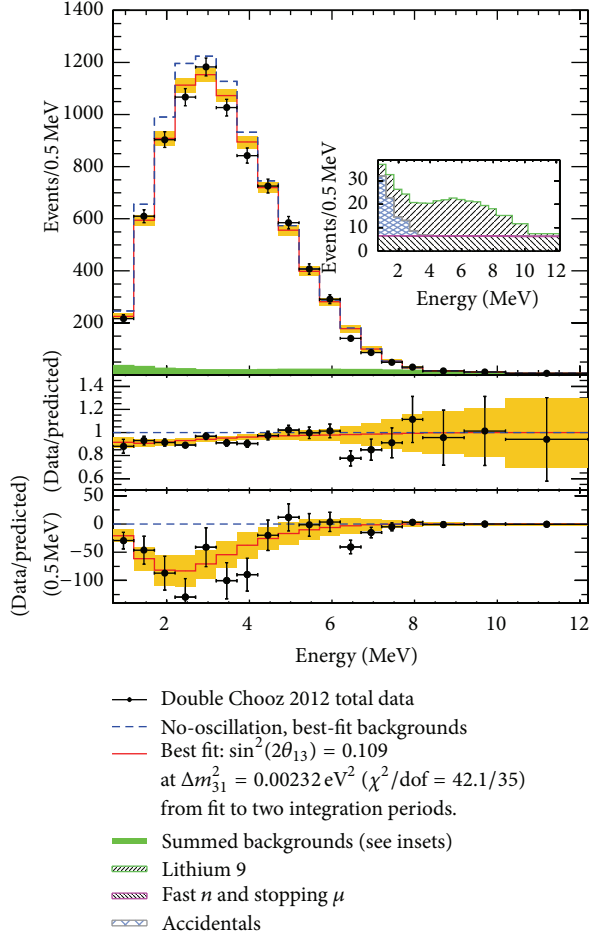 1400
1200
1000
800
600
400
200
Events/0.5 MeV
30
20
10
0
Events/0.5 MeV
2 4 6 8 10 12
Energy (MeV)
1.4
1.2
1
0.8
0.6
(Data/predicted)
50
0
−50
−100
(Data/predicted)
(0.5 MeV)
2 4 6 8 10 12
Energy (MeV)
Double Chooz 2012 total data
No-oscillation, best-fit backgrounds
Best fit: sin²(2θ₁₃) = 0.109
at Δm²₃₁ = 0.00232 eV² (χ²/dof = 42.1/35)
from fit to two integration periods.
Summed backgrounds (see insets)
Lithium 9
Fast n and stopping μ
Accidentals